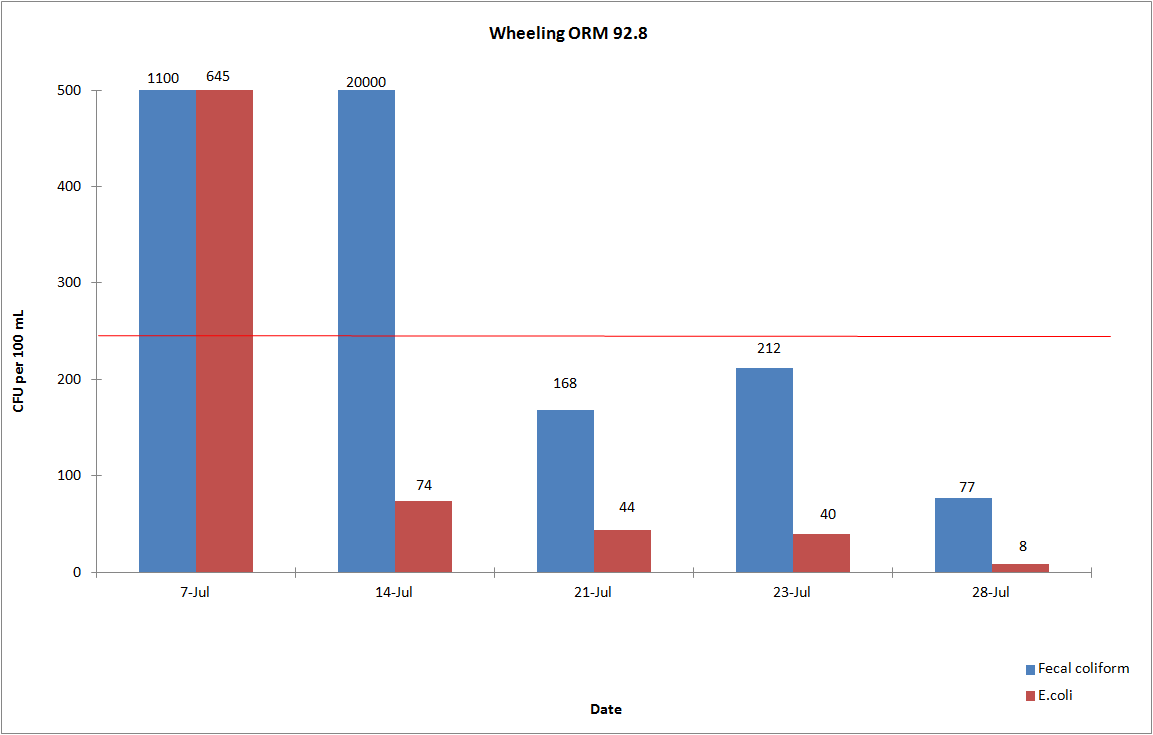 Wheeling ORM 92.8
1100
645
20000
500
400
300
212
200
168
100
77
74
44
40
8
0
7-Jul
14-Jul
21-Jul
23-Jul
28-Jul
CFU per 100 mL
Fecal coliform
E.coli
Date